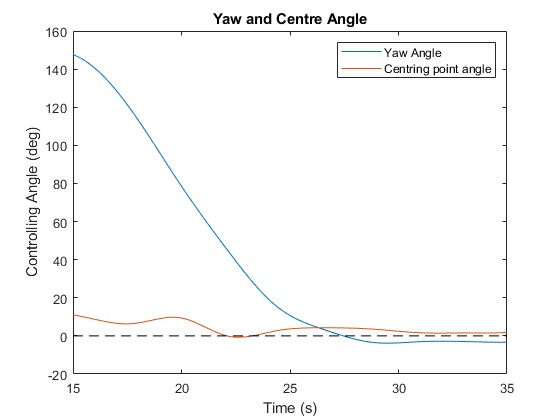 Yaw and Centre Angle
160
140
120
100
80
60
40
20
0
-20
Controlling Angle (deg)
Yaw Angle
Centring point angle
15 20 25 30 35
Time (s)